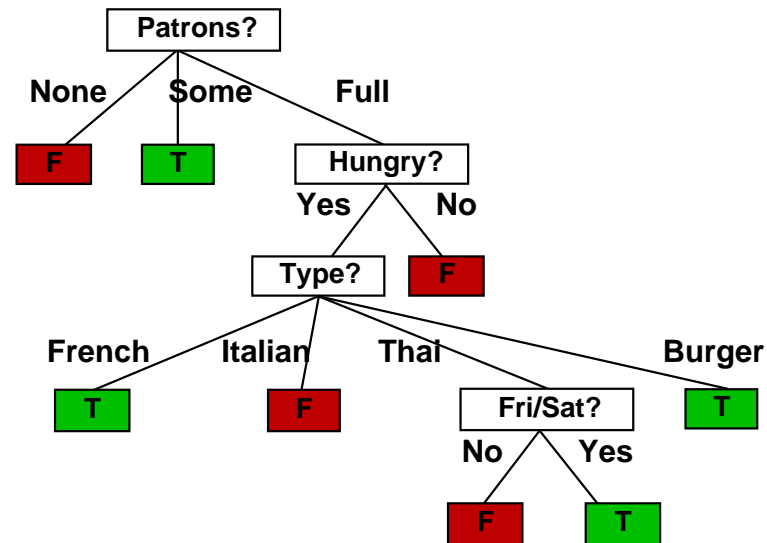 Patrons?
None Some Full
F T Hungry?
Yes No
Type? F
French Italian Thai Burger
T F Fri/Sat? T
No Yes
F T